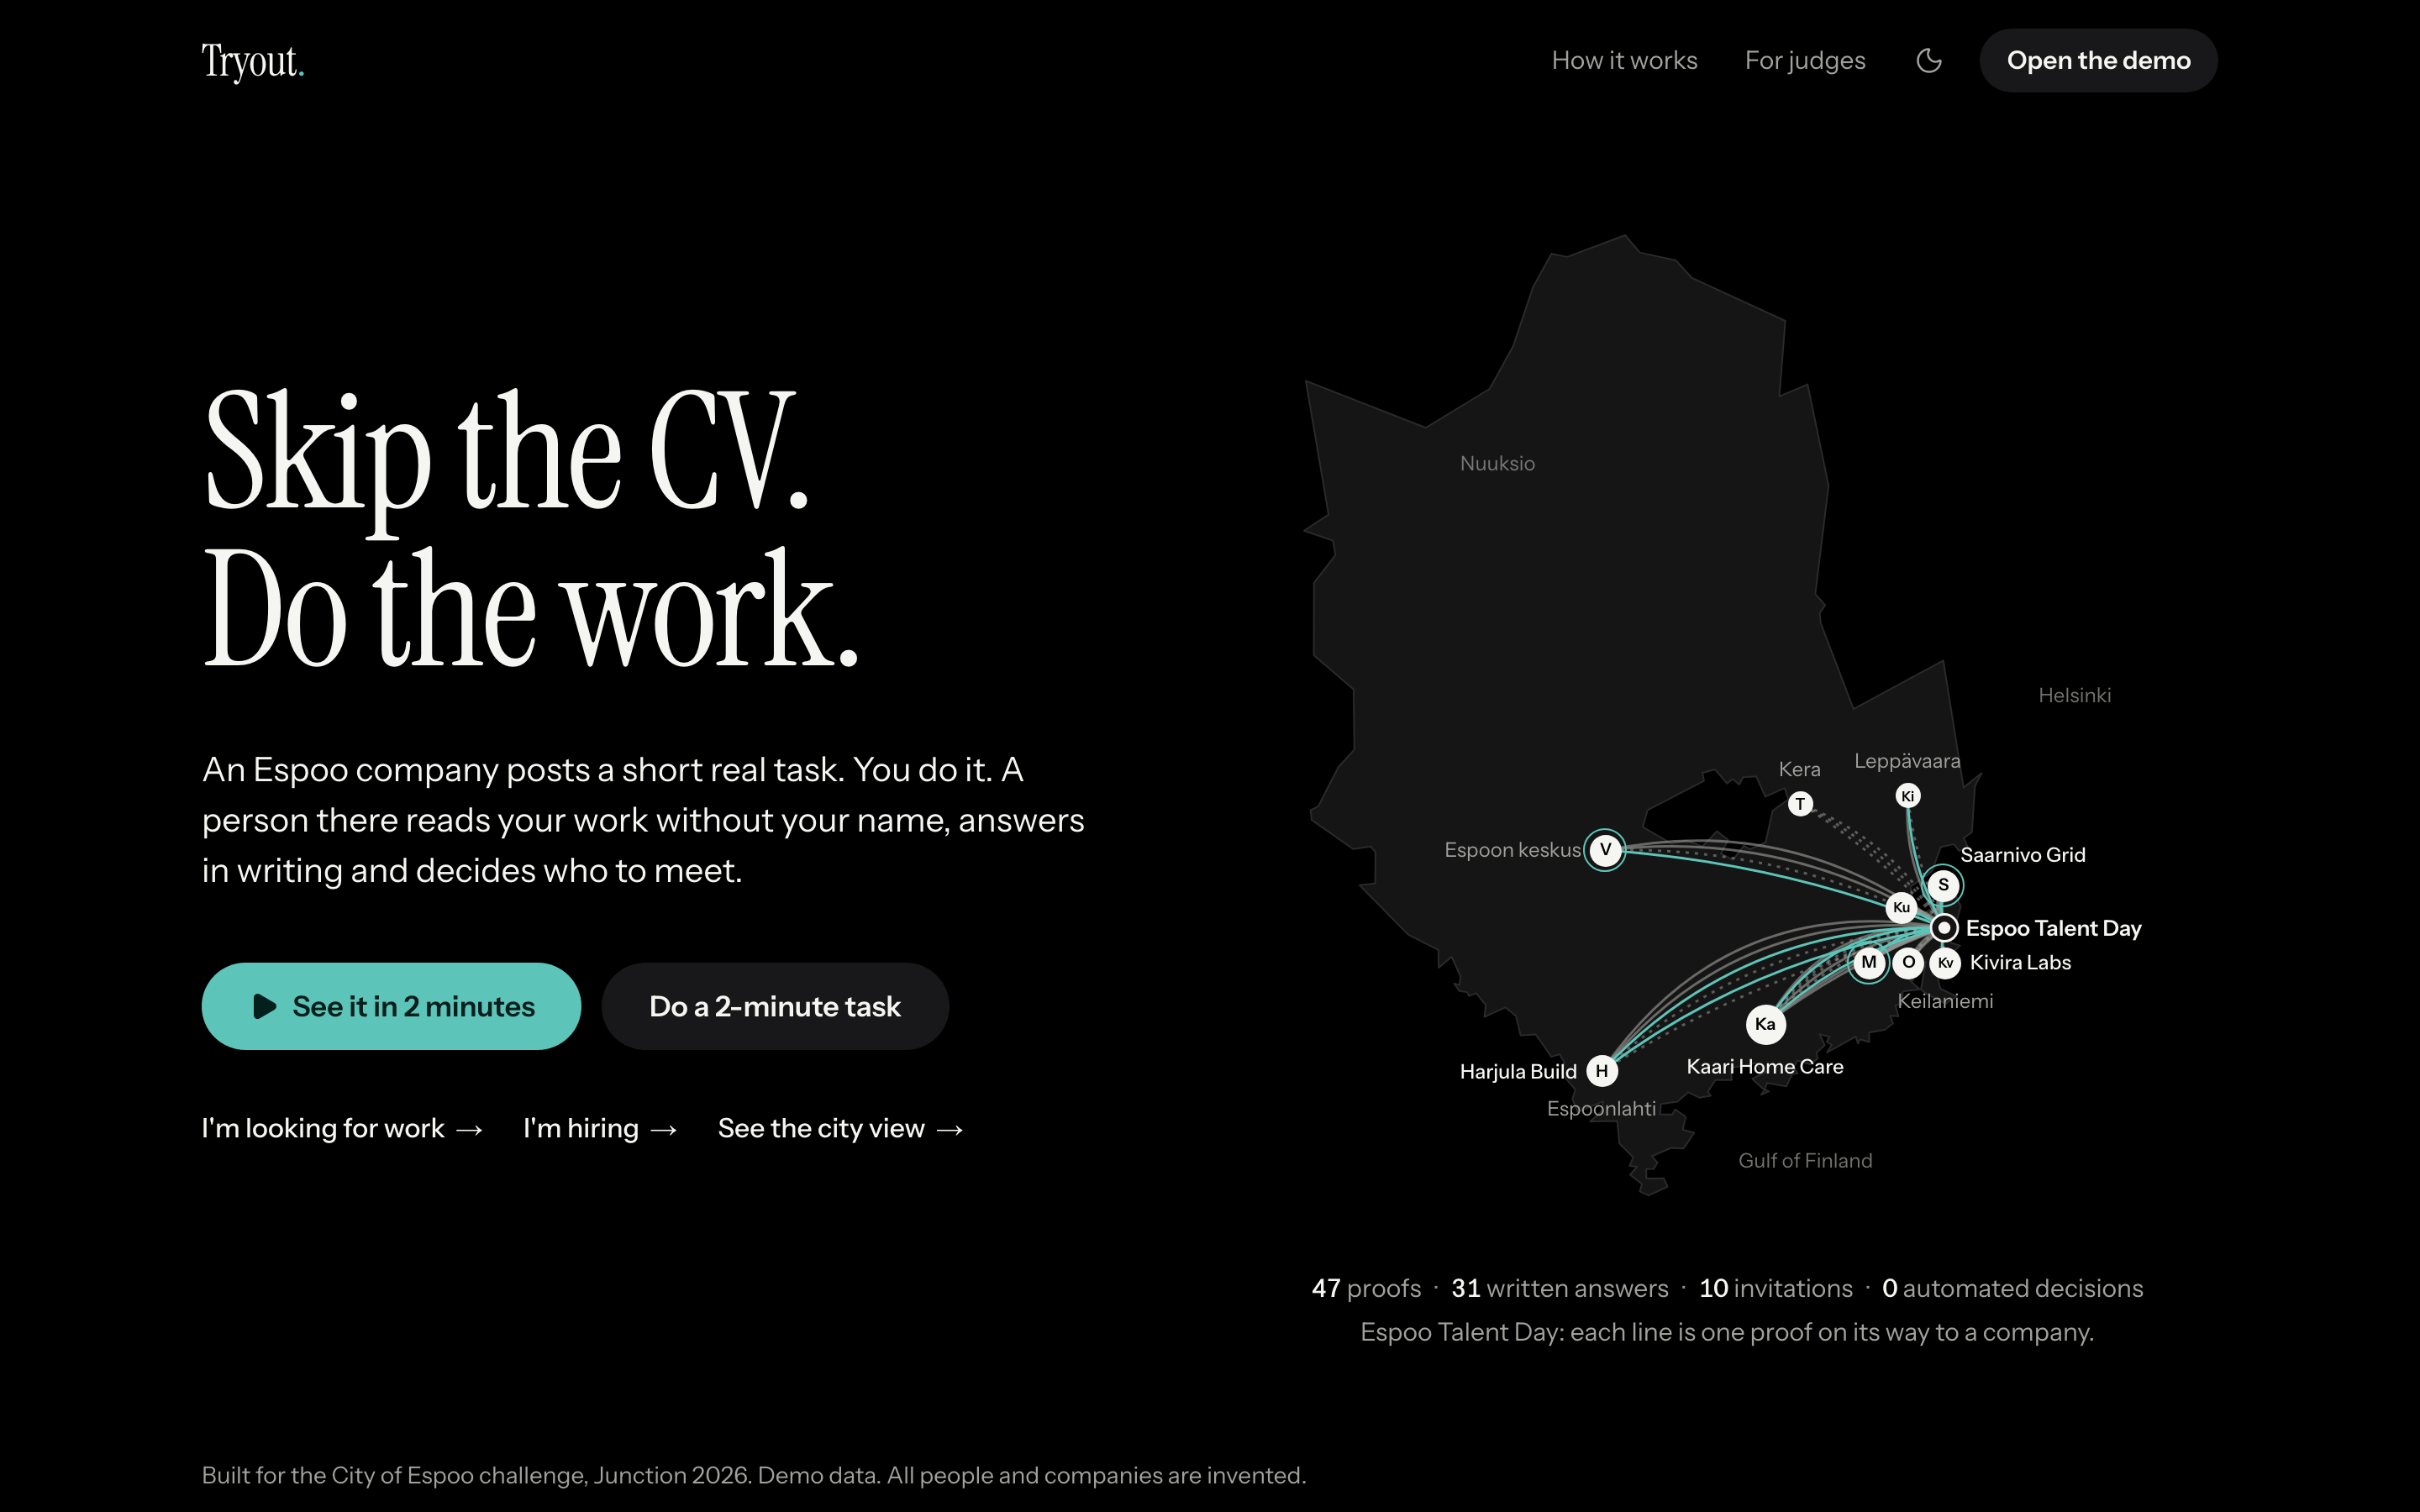 Tryout.
How it works
For judges
Open the demo
Skip the CV.
Do the work.
An Espoo company posts a short real task. You do it. A
person there reads your work without your name, answers
in writing and decides who to meet.
See it in 2 minutes
Do a 2-minute task
I'm looking for work →
I'm hiring →
See the city view →
Nuuksio
Helsinki
Kera
Leppävaara
T
Ki
Espoon keskus
V
Saarnivo Grid
S
Ku
Espoo Talent Day
M
O
Kv
Kivira Labs
Keilaniemi
Ka
Kaari Home Care
Harjula Build
H
Espoonlahti
Gulf of Finland
47 proofs · 31 written answers · 10 invitations · 0 automated decisions
Espoo Talent Day: each line is one proof on its way to a company.
Built for the City of Espoo challenge, Junction 2026. Demo data. All people and companies are invented.